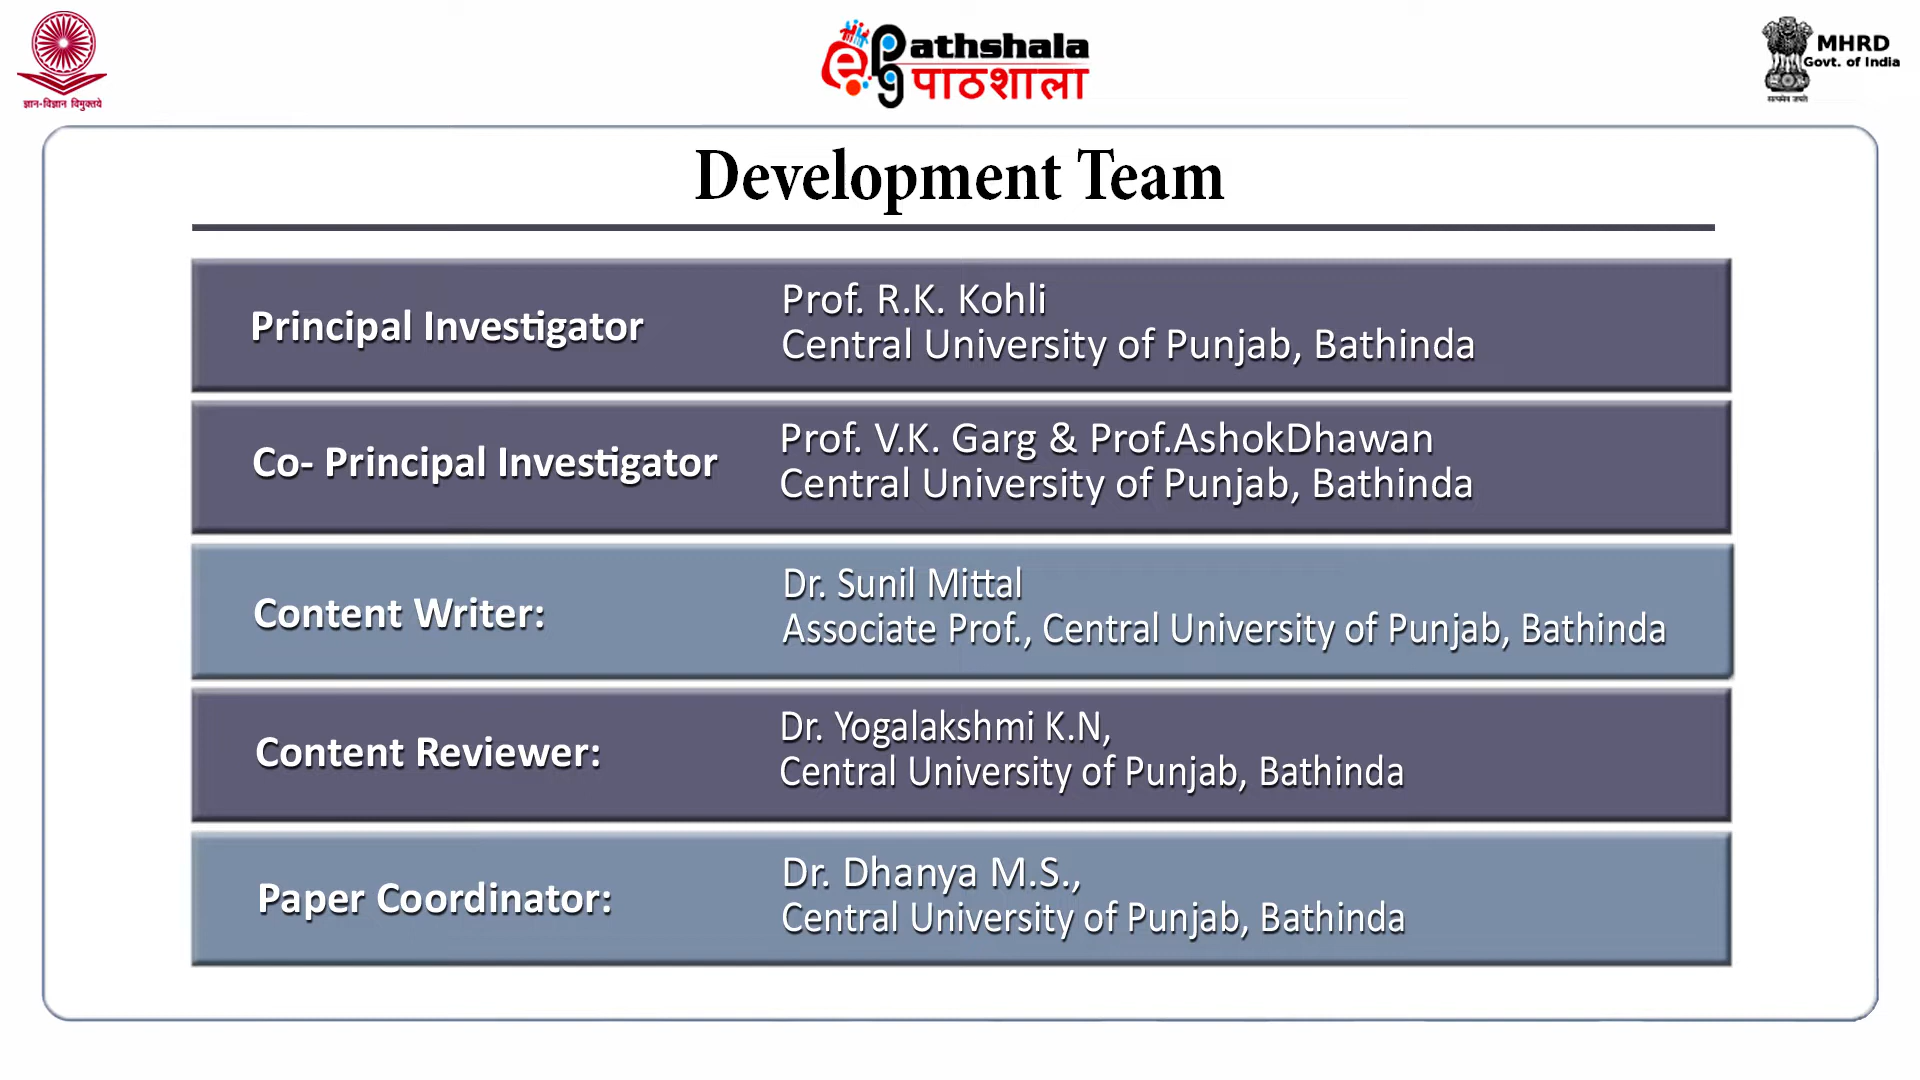 ज्ञान-विज्ञान विमुक्तये
e Pathshala
पाठशाला
MHRD
Govt. of India
सत्यमेव जयते
Development Team
Principal Investigator
Prof. R.K. Kohli
Central University of Punjab, Bathinda
Co- Principal Investigator
Prof. V.K. Garg & Prof.AshokDhawan
Central University of Punjab, Bathinda
Content Writer:
Dr. Sunil Mittal
Associate Prof., Central University of Punjab, Bathinda
Content Reviewer:
Dr. Yogalakshmi K.N,
Central University of Punjab, Bathinda
Paper Coordinator:
Dr. Dhanya M.S.,
Central University of Punjab, Bathinda